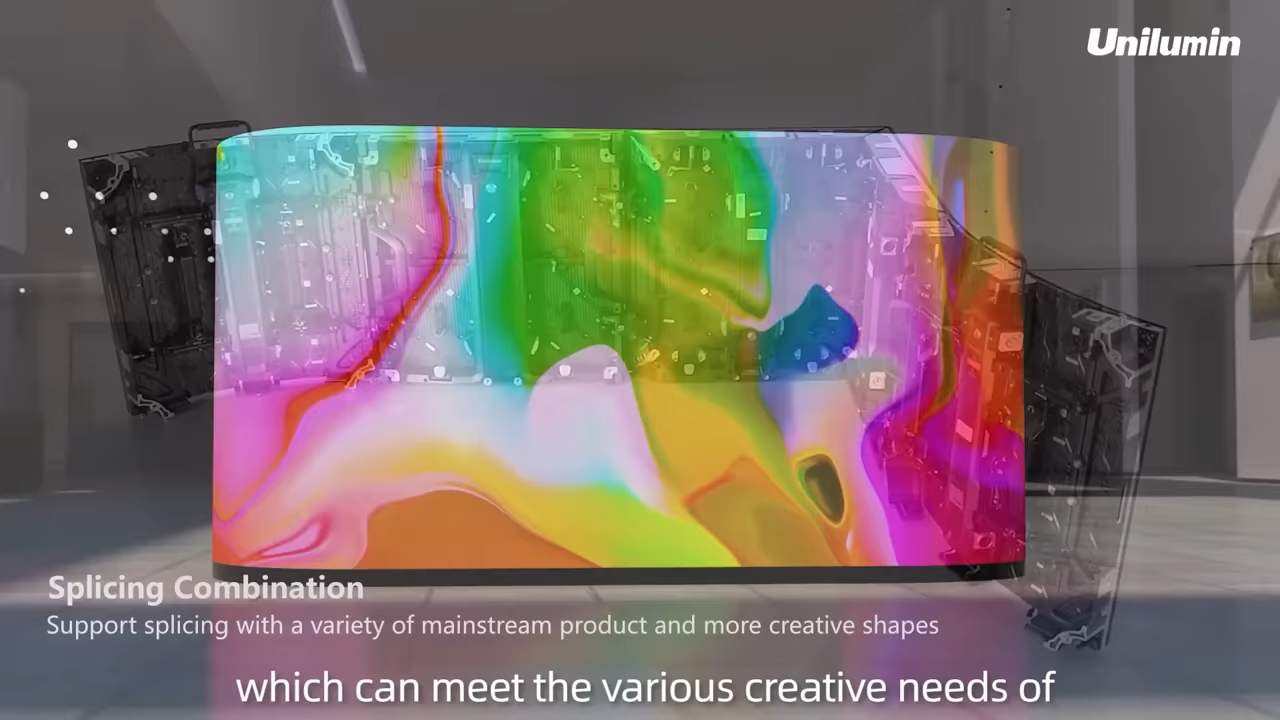 Unilumin
Splicing Combination
Support splicing with a variety of mainstream product and more creative shapes
which can meet the various creative needs of